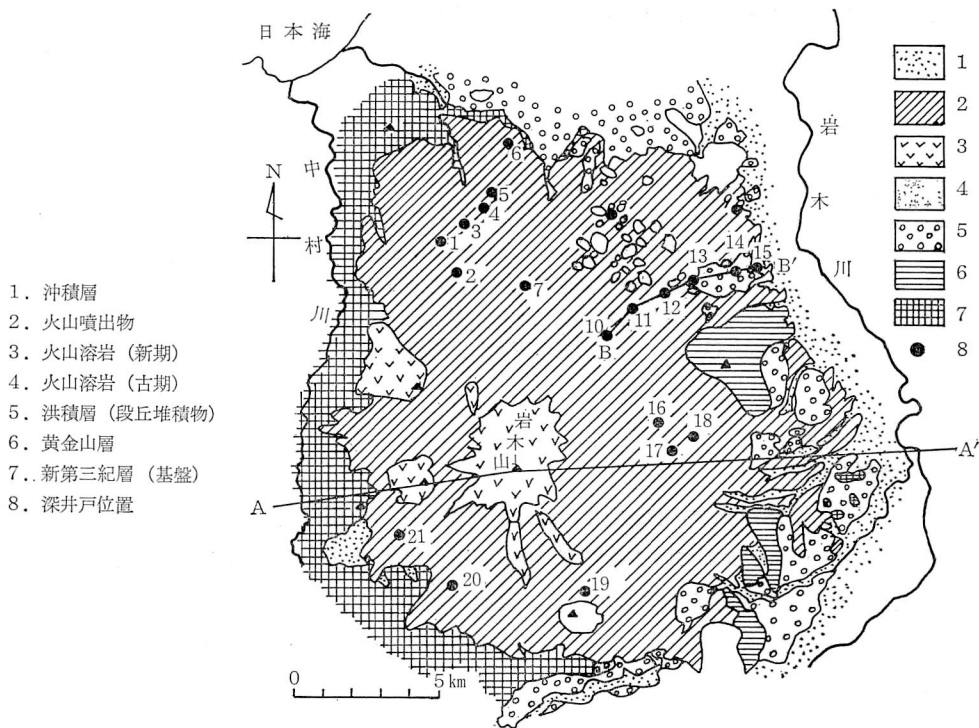 日本海
中
村
川
岩
木
川
N
岩
木
山
1
2
3
4
5
6
7
10
11
12
13
14
15
16
17
18
19
20
21
B
B′
A
A′
0
5km
1
2
3
4
5
6
7
8
1. 沖積層
2. 火山噴出物
3. 火山溶岩 (新期)
4. 火山溶岩 (古期)
5. 洪積層 (段丘堆積物)
6. 黄金山層
7. .新第三紀層 (基盤)
8. 深井戸位置